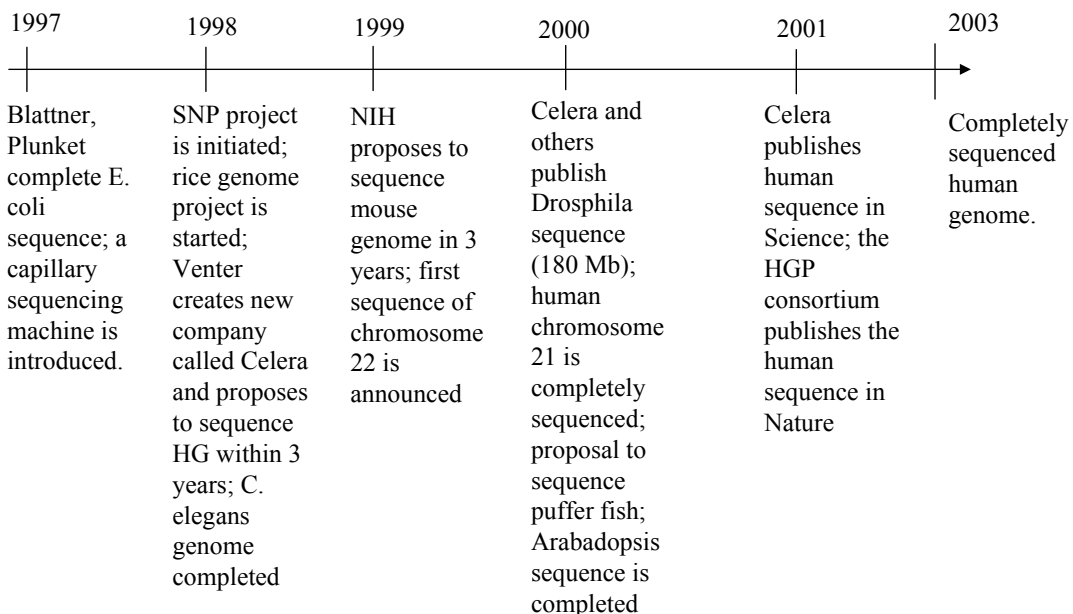 1997
1998
1999
2000
2001
2003
Blattner,
Plunket
complete E.
coli
sequence; a
capillary
sequencing
machine is
introduced.
SNP project
is initiated;
rice genome
project is
started;
Venter
creates new
company
called Celera
and proposes
to sequence
HG within 3
years; C.
elegans
genome
completed
NIH
proposes to
sequence
mouse
genome in 3
years; first
sequence of
chromosome
22 is
announced
Celera and
others
publish
Drosphila
sequence
(180 Mb);
human
chromosome
21 is
completely
sequenced;
proposal to
sequence
puffer fish;
Arabadopsis
sequence is
completed
Celera
publishes
human
sequence in
Science; the
HGP
consortium
publishes the
human
sequence in
Nature
Completely
sequenced
human
genome.